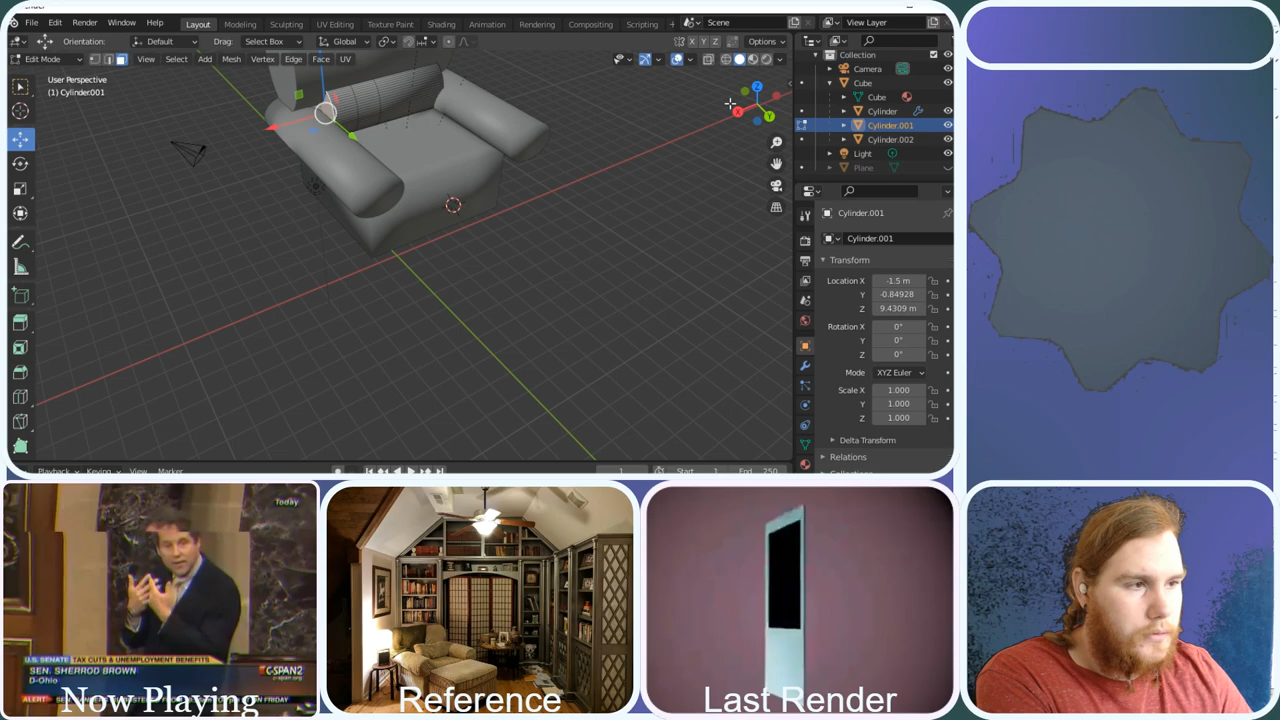 File Edit Render Window Help Layout Modeling Sculpting UV Editing Texture Paint Shading Animation Rendering Compositing Scripting Scene View Layer
Orientation: Default Drag: Select Box Global X Y Z Options
Edit Mode View Select Add Mesh Vertex Edge Face UV
User Perspective
(1) Cylinder001
X
Y
Z
Collection
Camera
Cube
Cube
Cylinder
Cylinder.001
Cylinder.002
Light
Plane
Cylinder.001
Cylinder.001
Transform
Location X -1.5 m
Y -0.84928
Z 9.4309 m
Rotation X 0°
Y 0°
Z 0°
Mode XYZ Euler
Scale X 1.000
Y 1.000
Z 1.000
Delta Transform
Relations
Playback Keying View Marker 1 Start 1 End 250
Today
U.S. SENATE TAX CUTS & UNEMPLOYMENT BENEFITS
SEN. SHERROD BROWN
D-Ohio
C-SPAN2
c-span.org
ALERT
Now Playing
Reference
Last Render